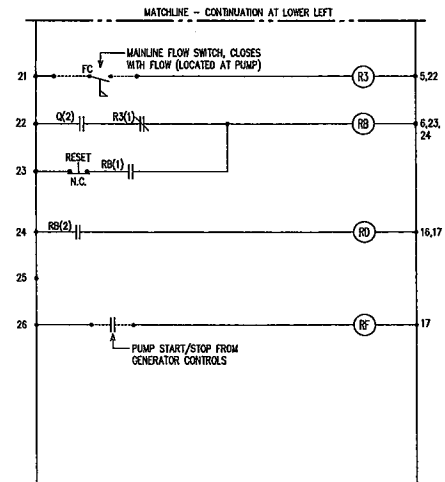 MATCHLINE - CONTINUATION AT LOWER LEFT
MAINLINE FLOW SWITCH, CLOSES
WITH FLOW (LOCATED AT PUMP)
21 FC R3 5,22
22 Q(2) R3(1) RB 6,23,
24
RESET
23 N.C. RB(1)
24 RB(2) RD 16,17
25
26 RF 17
PUMP START/STOP FROM
GENERATOR CONTROLS